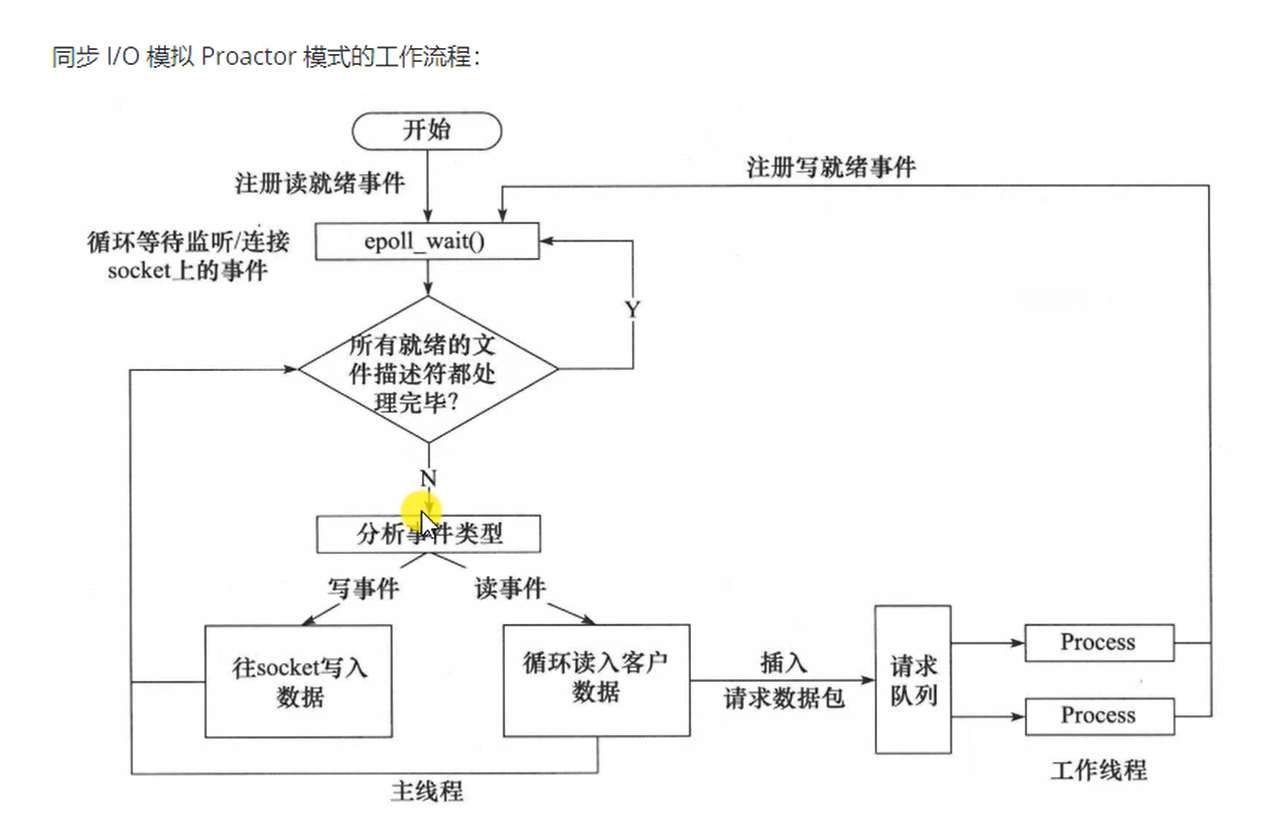 同步 I/O 模拟 Proactor 模式的工作流程：
开始
注册读就绪事件
注册写就绪事件
循环等待监听/连接
socket上的事件
epoll_wait()
Y
所有就绪的文
件描述符都处
理完毕？
N
分析事件类型
写事件
读事件
往socket写入
数据
循环读入客户
数据
插入
请求数据包
请求
队列
Process
Process
工作线程
主线程